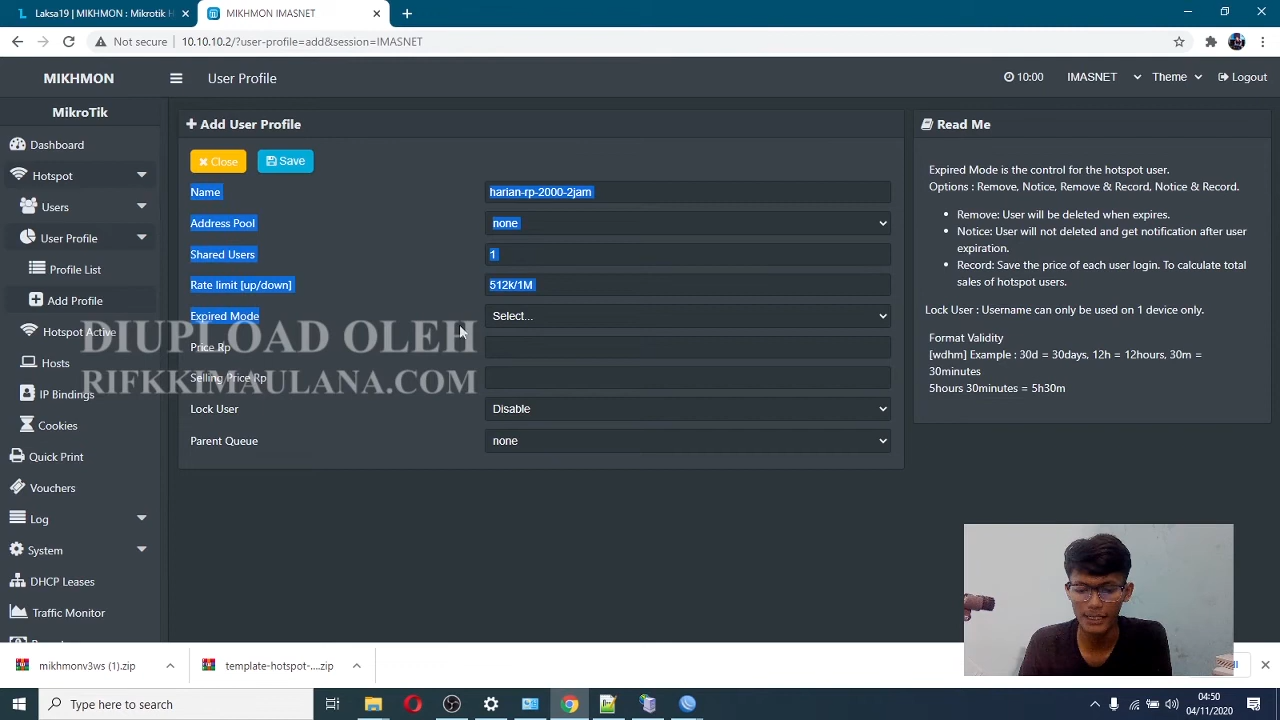 Laksa19 | MIKHMON : Mikrotik H
MIKHMON IMASNET
Not secure
10.10.10.2/?user-profile=add&session=IMASNET
MIKHMON
User Profile
10:00
IMASNET
Theme
Logout
MikroTik
Dashboard
Hotspot
Users
User Profile
Profile List
Add Profile
Hotspot Active
Hosts
IP Bindings
Cookies
Quick Print
Vouchers
Log
System
DHCP Leases
Traffic Monitor
Add User Profile
Close
Save
Name
harian-rp-2000-2jam
Address Pool
none
Shared Users
1
Rate limit [up/down]
512k/1M
Expired Mode
Select...
Price Rp
Selling Price Rp
Lock User
Disable
Parent Queue
none
DIUPLOAD OLEH
RIFKKIMAULANA.COM
Read Me
Expired Mode is the control for the hotspot user.
Options : Remove, Notice, Remove & Record, Notice & Record.
Remove: User will be deleted when expires.
Notice: User will not deleted and get notification after user
expiration.
Record: Save the price of each user login. To calculate total
sales of hotspot users.
Lock User : Username can only be used on 1 device only.
Format Validity
[wdhm] Example : 30d = 30days, 12h = 12hours, 30m =
30minutes
5hours 30minutes = 5h30m
mikhmonv3ws (1).zip
template-hotspot-....zip
Type here to search
04:50
04/11/2020